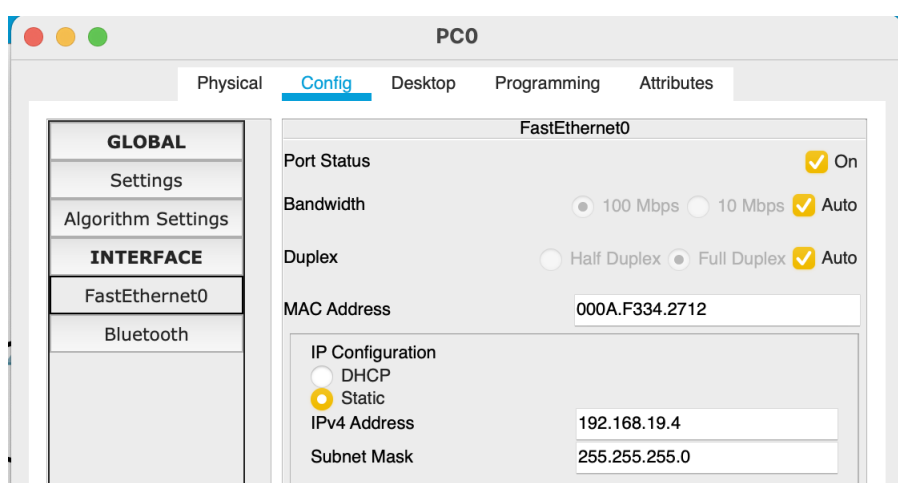 PC0
Physical Config Desktop Programming Attributes
GLOBAL
Settings
Algorithm Settings
INTERFACE
FastEthernet0
Bluetooth
FastEthernet0
Port Status On
Bandwidth 100 Mbps 10 Mbps Auto
Duplex Half Duplex Full Duplex Auto
MAC Address 000A.F334.2712
IP Configuration
DHCP
Static
IPv4 Address 192.168.19.4
Subnet Mask 255.255.255.0